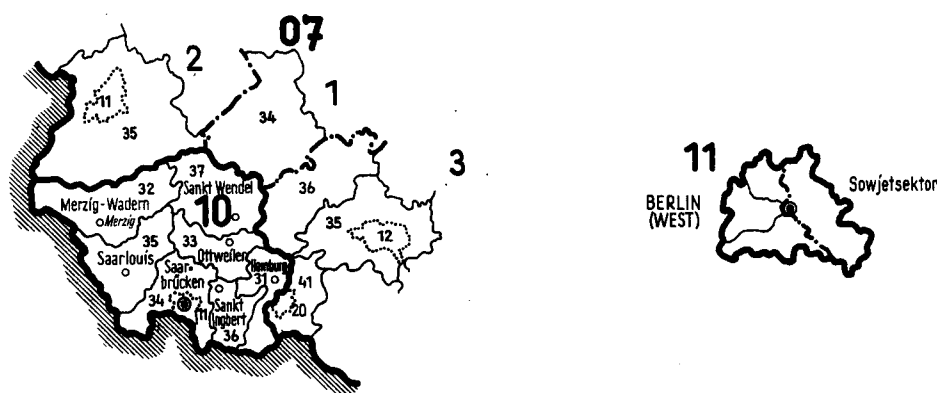 07
2
1
11
34
35
3
11
37
32
Sankt Wendel
36
Sowjetsektor
Merzig-Wadern
BERLIN
(WEST)
10
Merzig
35
12
35
33
Saarlouis
Ottweiler
Homburg
Saar-
brücken
31
41
34
11
Sankt
Ingbert
20
36